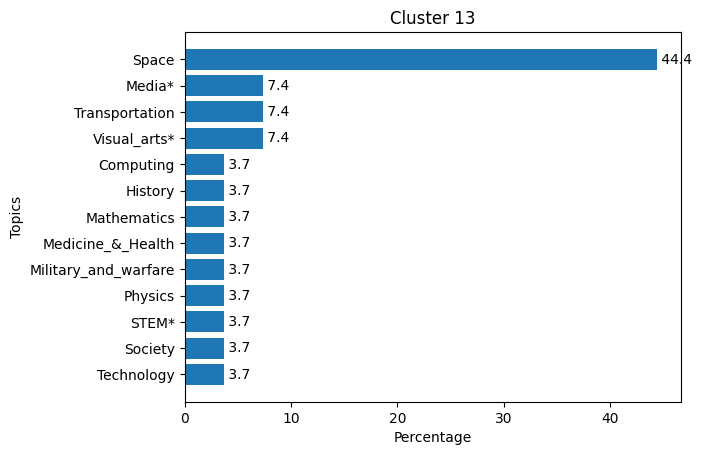 Cluster 13
Topics
Space 44.4
Media* 7.4
Transportation 7.4
Visual_arts* 7.4
Computing 3.7
History 3.7
Mathematics 3.7
Medicine_&_Health 3.7
Military_and_warfare 3.7
Physics 3.7
STEM* 3.7
Society 3.7
Technology 3.7
0 10 20 30 40
Percentage